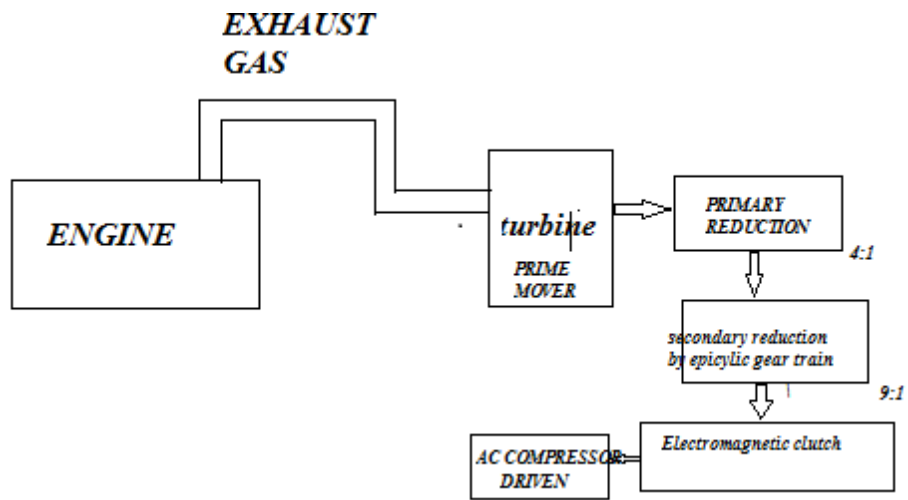 EXHAUST
GAS
ENGINE
turbine
PRIME
MOVER
PRIMARY
REDUCTION
4:1
secondary reduction
by epicylic gear train
9:1
Electromagnetic clutch
AC COMPRESSOR
DRIVEN